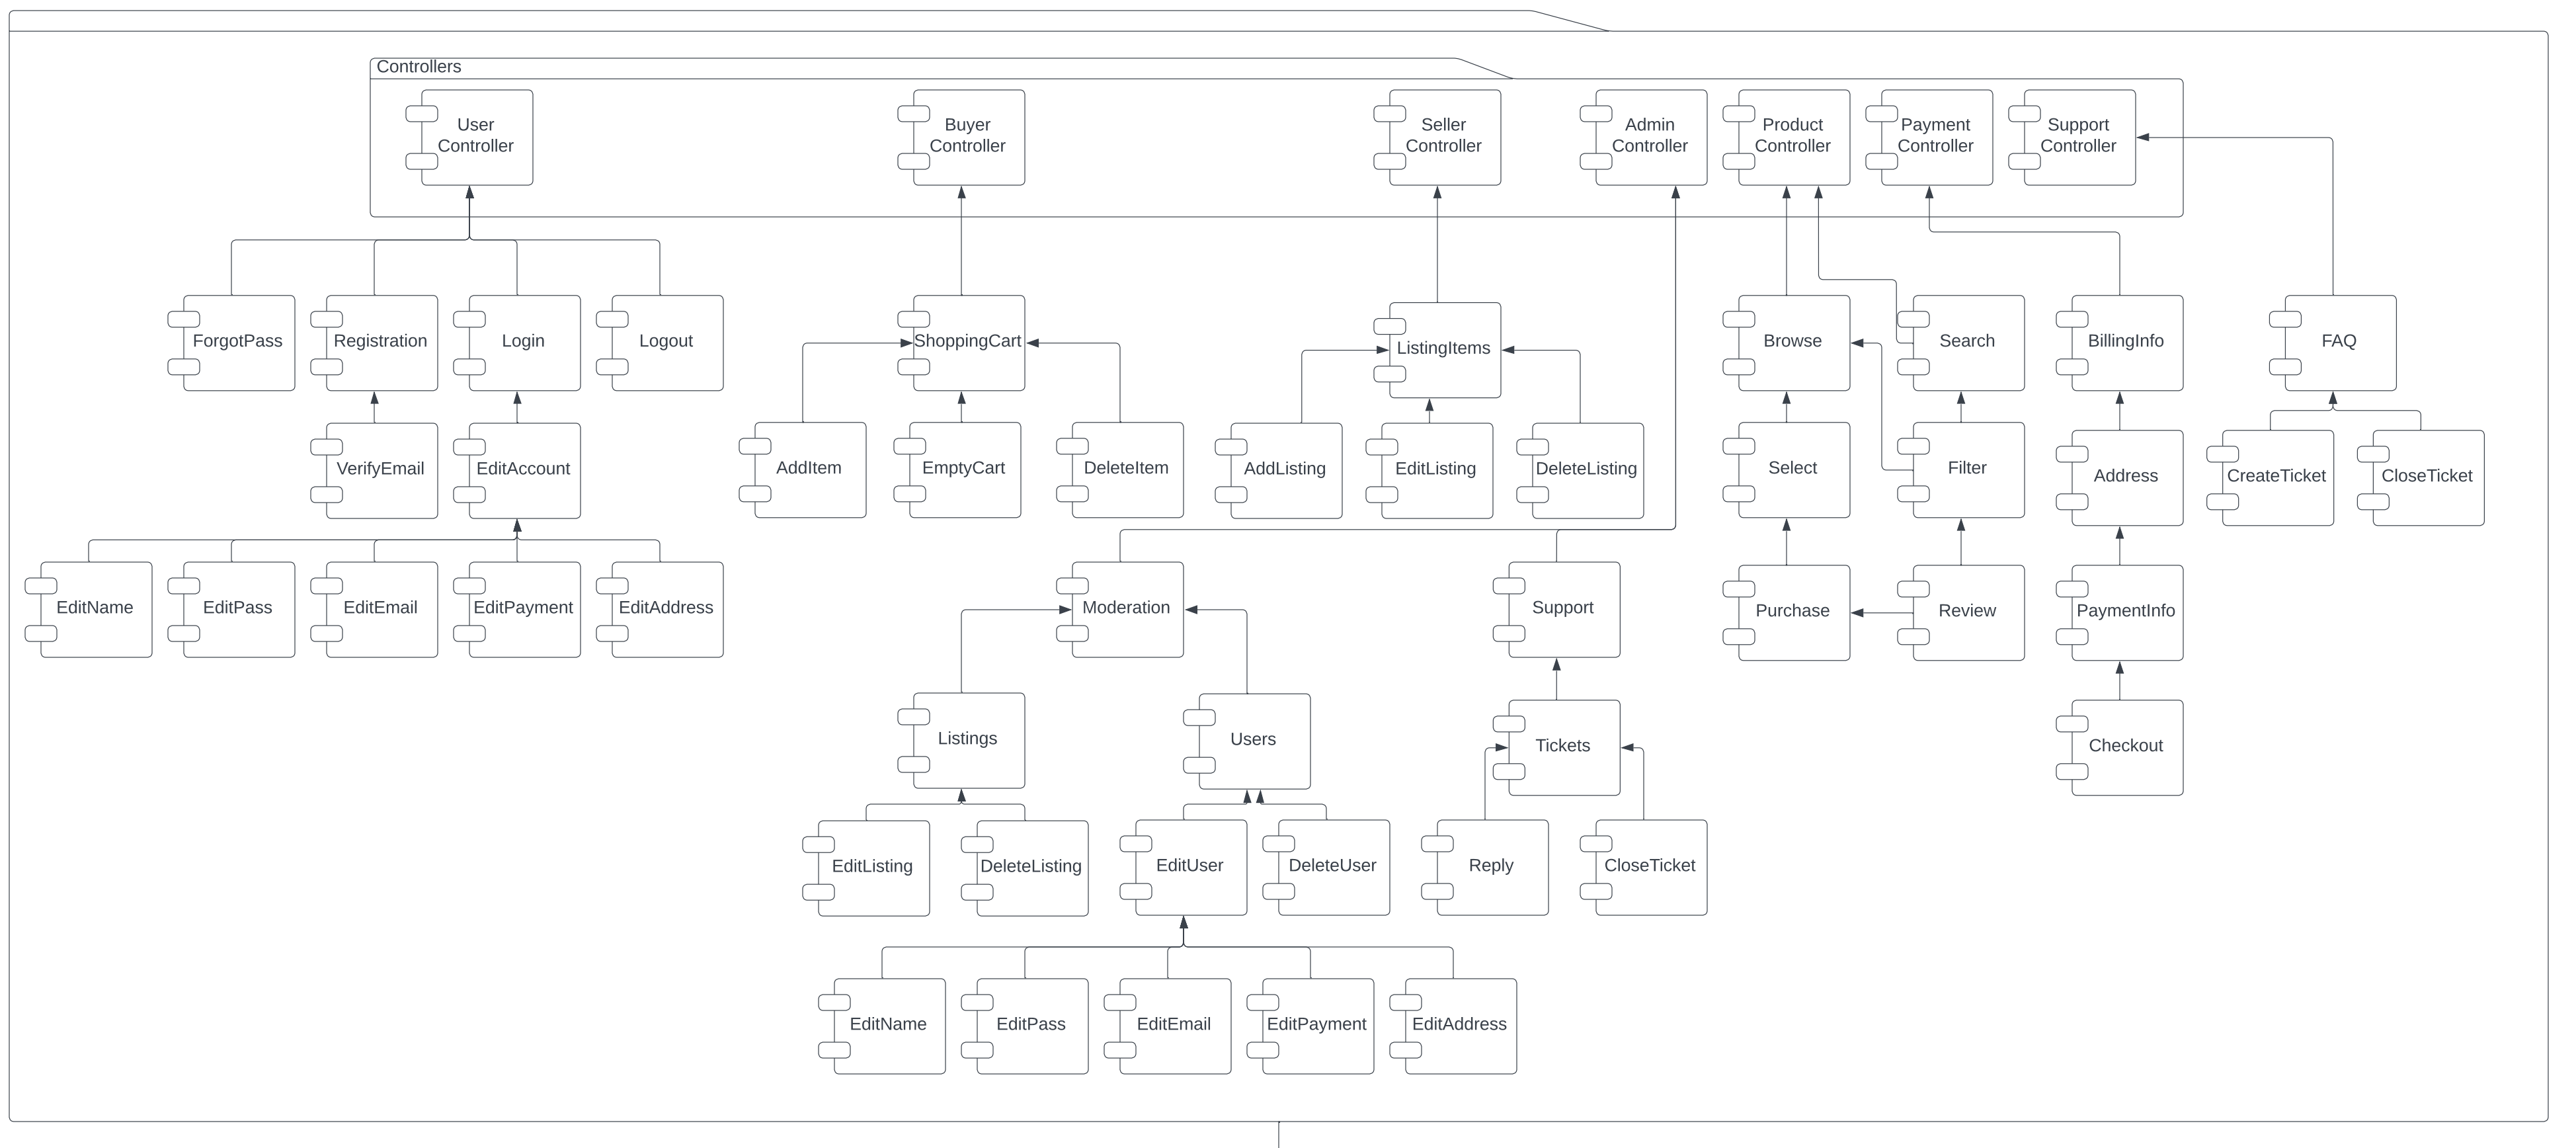 Controllers
User
Controller
Buyer
Controller
Seller
Controller
Admin
Controller
Product
Controller
Payment
Controller
Support
Controller
ForgotPass
Registration
Login
Logout
ShoppingCart
ListingItems
Browse
Search
BillingInfo
FAQ
VerifyEmail
EditAccount
AddItem
EmptyCart
DeleteItem
AddListing
EditListing
DeleteListing
Select
Filter
Address
CreateTicket
CloseTicket
EditName
EditPass
EditEmail
EditPayment
EditAddress
Moderation
Support
Purchase
Review
PaymentInfo
Listings
Users
Tickets
Checkout
EditListing
DeleteListing
EditUser
DeleteUser
Reply
CloseTicket
EditName
EditPass
EditEmail
EditPayment
EditAddress